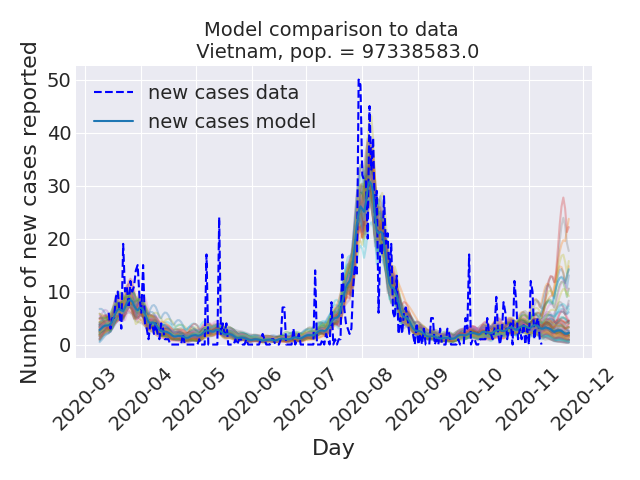 Model comparison to data
Vietnam, pop. = 97338583.0
Number of new cases reported
50
40
30
20
10
0
new cases data
new cases model
2020-03
2020-04
2020-05
2020-06
2020-07
2020-08
2020-09
2020-10
2020-11
2020-12
Day